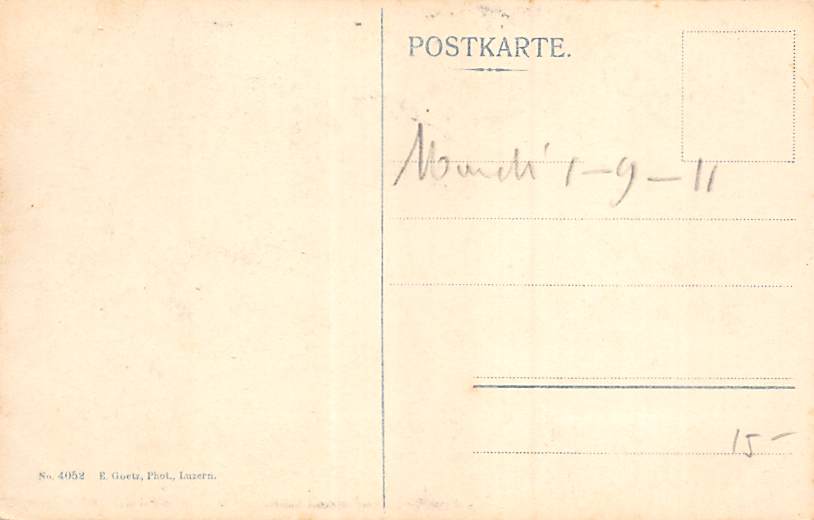 POSTKARTE.
1-9-11
15-
No. 4052 E. Goetz, Phot., Luzern.